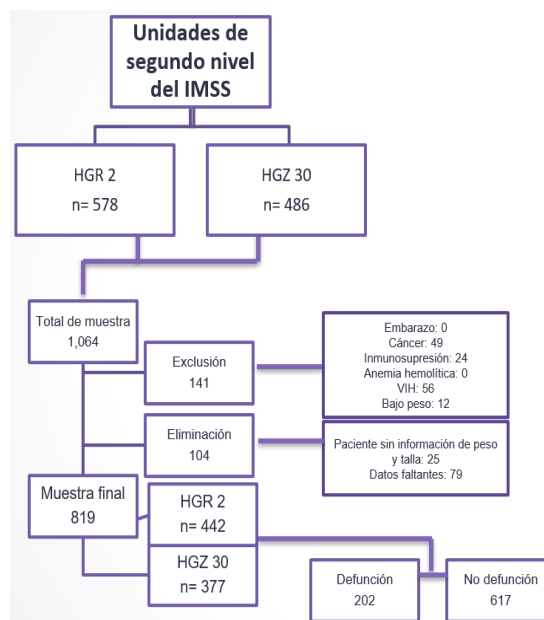 Unidades de
segundo nivel
del IMSS
HGR 2
n= 578
HGZ 30
n= 486
Total de muestra
1,064
Exclusión
141
Embarazo: 0
Cáncer: 49
Inmunosupresión: 24
Anemia hemolítica: 0
VIH: 56
Bajo peso: 12
Eliminación
104
Paciente sin información de peso
y talla: 25
Datos faltantes: 79
Muestra final
819
HGR 2
n= 442
HGZ 30
n= 377
Defunción
202
No defunción
617